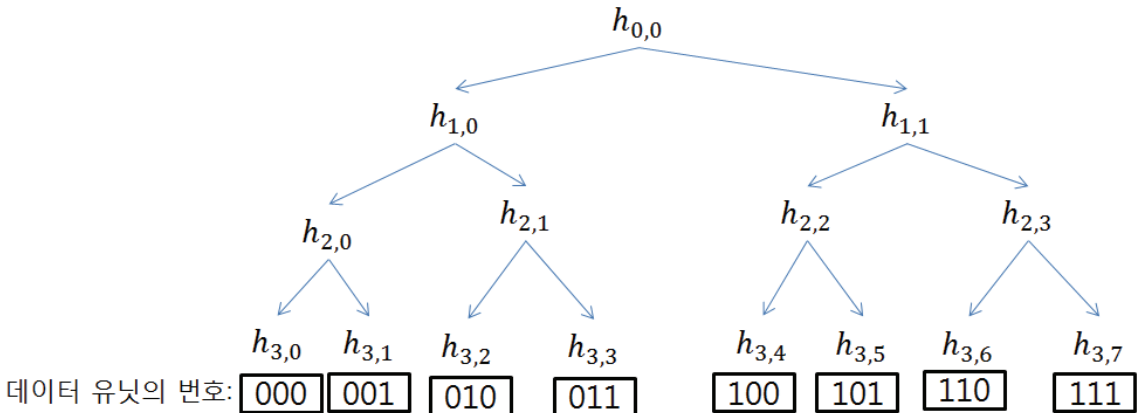 h0,0
h1,0 h1,1
h2,0 h2,1 h2,2 h2,3
h3,0 h3,1 h3,2 h3,3 h3,4 h3,5 h3,6 h3,7
데이터 유닛의 번호: 000 001 010 011 100 101 110 111